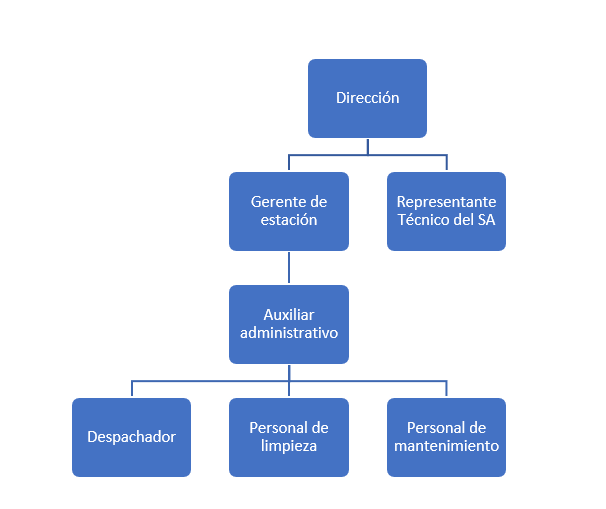 Dirección
Gerente de
estación
Representante
Técnico del SA
Auxiliar
administrativo
Despachador
Personal de
limpieza
Personal de
mantenimiento